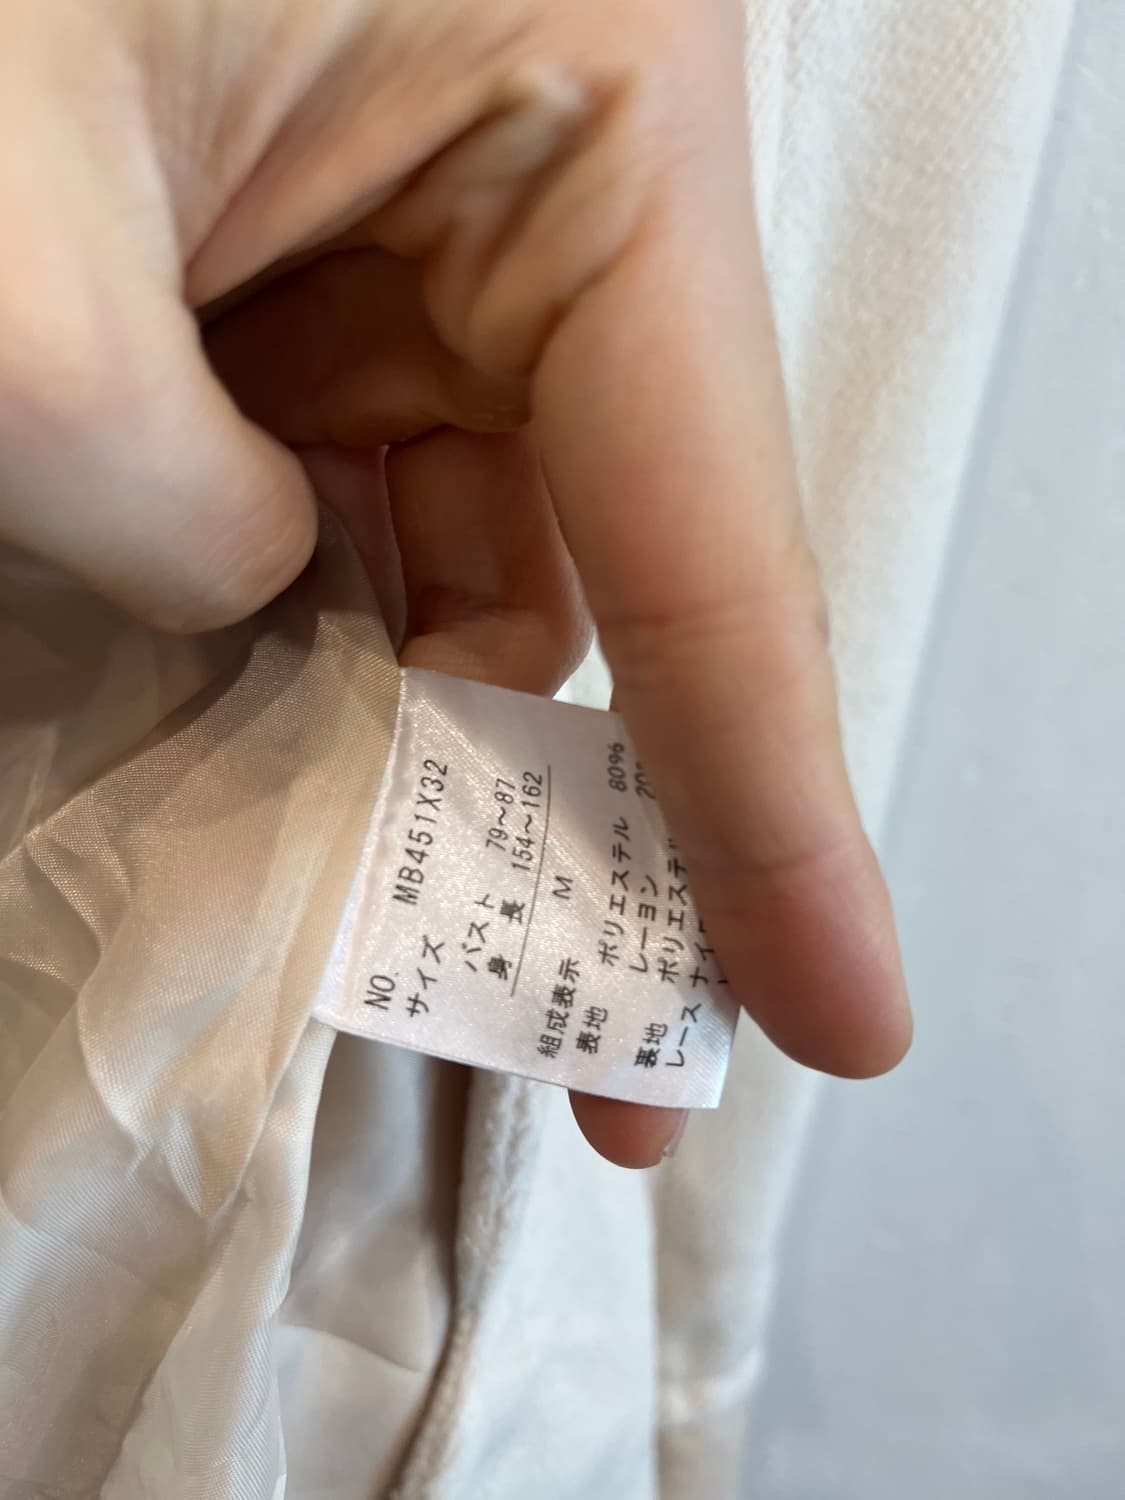 NO. MB451X32
サイズ
バスト 79～87
身長 154～162
M
組成表示
表地 ポリエステル 80%
レーヨン
裏地 ポリエステ
レース ナイ